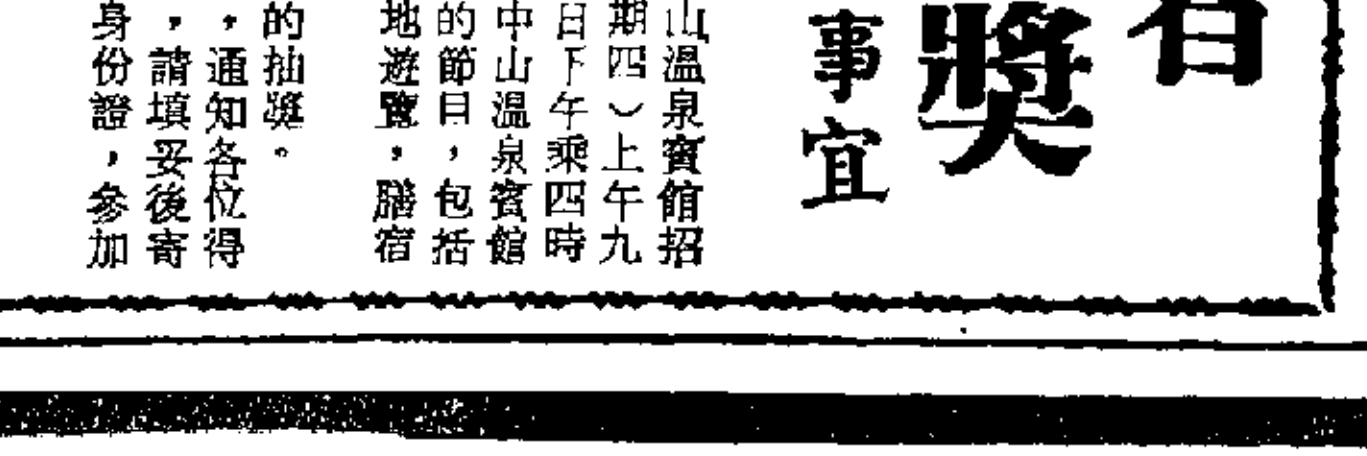 獎
事宜
山溫泉賓館招
期四）上午九
日下午乘四時
中山溫泉賓館
的節目，包括
地遊覽，膳宿
的抽獎。
，通知各位得
，請填妥後寄
身份證，參加